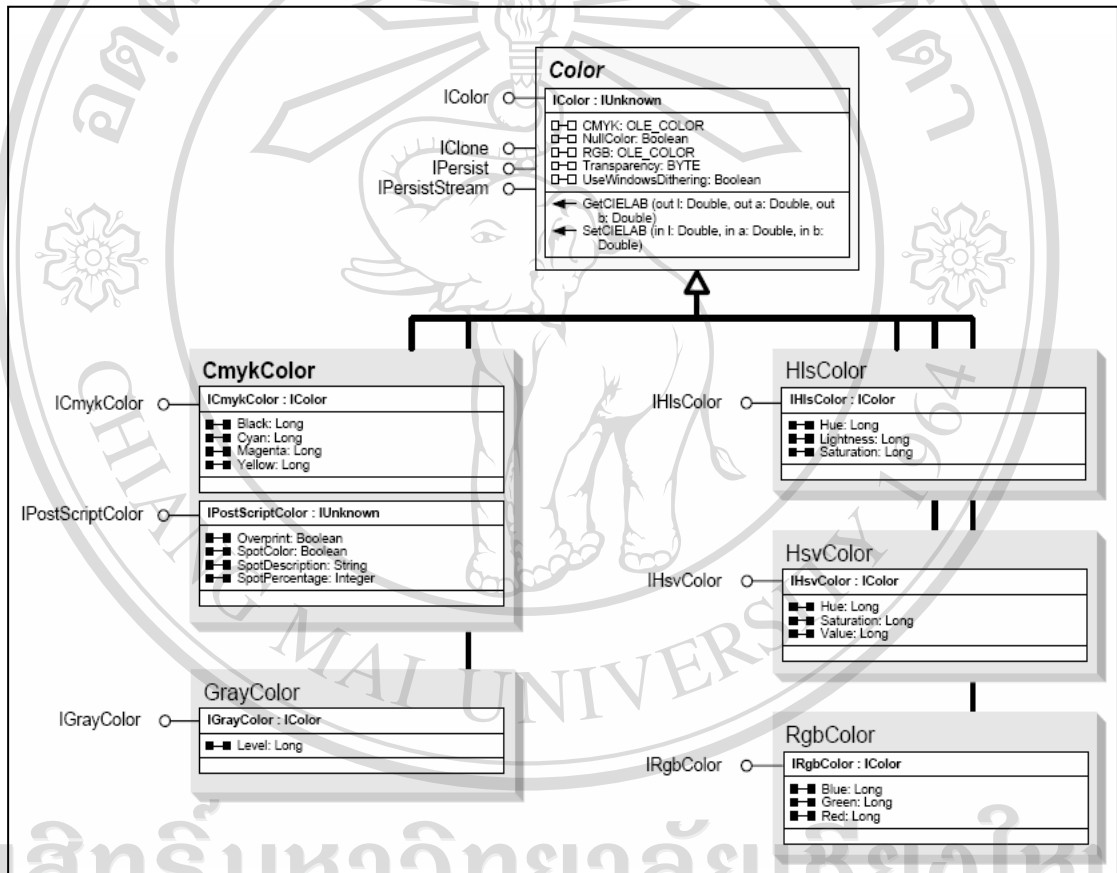 Color
IColor
IColor : IUnknown
CMYK: OLE_COLOR
NullColor: Boolean
RGB: OLE_COLOR
Transparency: BYTE
UseWindowsDithering: Boolean
IClone
IPersist
IPersistStream
GetCIELAB (out l: Double, out a: Double, out
b: Double)
SetCIELAB (in l: Double, in a: Double, in b:
Double)
CmykColor
ICmykColor
ICmykColor : IColor
Black: Long
Cyan: Long
Magenta: Long
Yellow: Long
IPostScriptColor
IPostScriptColor : IUnknown
Overprint: Boolean
SpotColor: Boolean
SpotDescription: String
SpotPercentage: Integer
GrayColor
IGrayColor
IGrayColor : IColor
Level: Long
HlsColor
IHlsColor
IHlsColor : IColor
Hue: Long
Lightness: Long
Saturation: Long
HsvColor
IHsvColor
IHsvColor : IColor
Hue: Long
Saturation: Long
Value: Long
RgbColor
IRgbColor
IRgbColor : IColor
Blue: Long
Green: Long
Red: Long
CHIANG MAI UNIVERSITY 1964